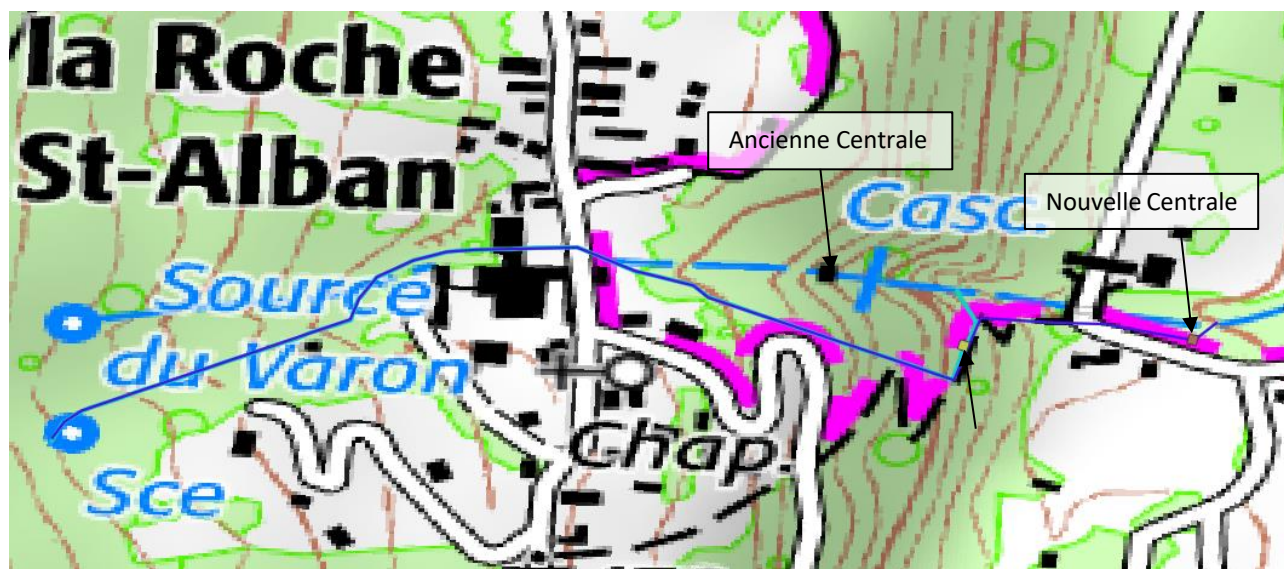 la Roche
St-Alban
Ancienne Centrale
Casc.
Nouvelle Centrale
Source
du Varon
Chap.
Sce